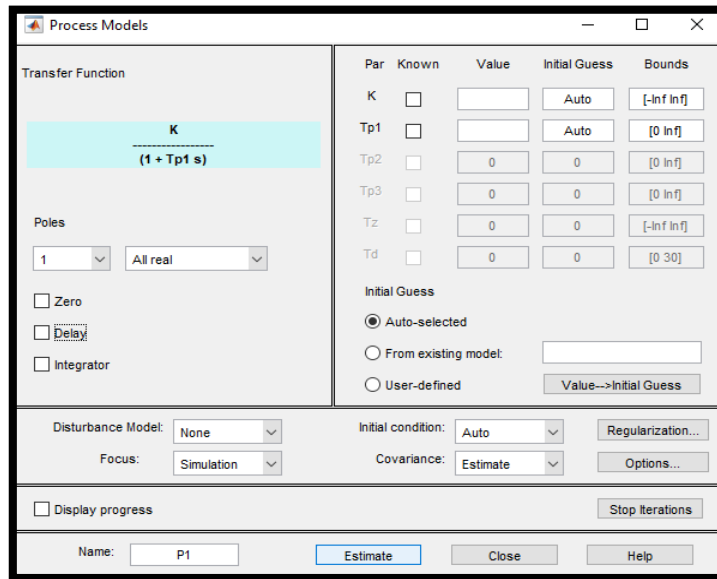 Process Models
Transfer Function
K
-----------------
(1 + Tp1 s)
Poles
1 All real
Zero
Delay
Integrator
Par Known Value Initial Guess Bounds
K Auto [-Inf Inf]
Tp1 Auto [0 Inf]
Tp2 0 0 [0 Inf]
Tp3 0 0 [0 Inf]
Tz 0 0 [-Inf Inf]
Td 0 0 [0 30]
Initial Guess
Auto-selected
From existing model:
User-defined Value-->Initial Guess
Disturbance Model: None Initial condition: Auto Regularization...
Focus: Simulation Covariance: Estimate Options...
Display progress Stop Iterations
Name: P1 Estimate Close Help